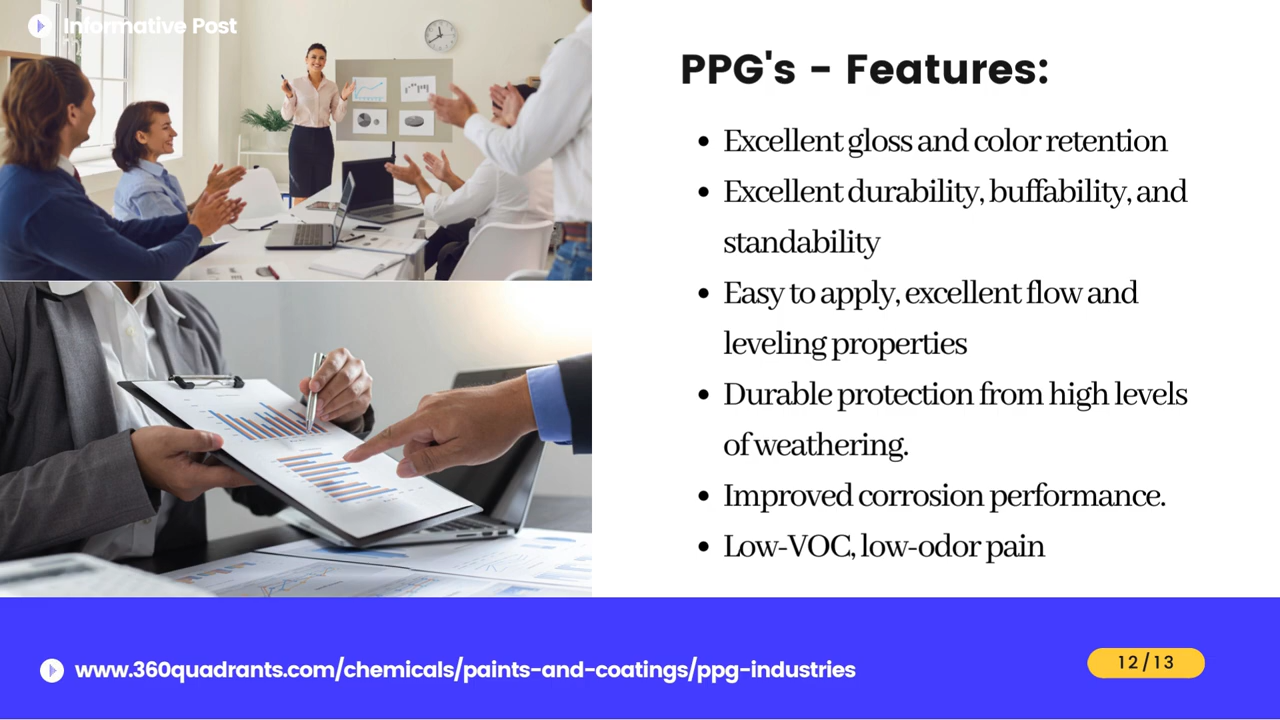 Informative Post
PPG's - Features:
• Excellent gloss and color retention
• Excellent durability, buffability, and
standability
• Easy to apply, excellent flow and
leveling properties
• Durable protection from high levels
of weathering.
• Improved corrosion performance.
• Low-VOC, low-odor pain
www.360quadrants.com/chemicals/paints-and-coatings/ppg-industries
12/13